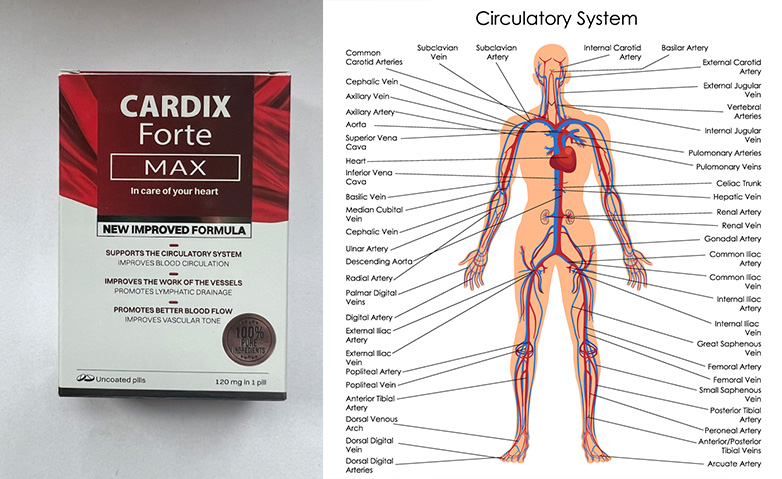 CARDIX
Forte
MAX
In care of your heart
NEW IMPROVED FORMULA
SUPPORTS THE CIRCULATORY SYSTEM
IMPROVES BLOOD CIRCULATION
IMPROVES THE WORK OF THE VESSELS
PROMOTES LYMPHATIC DRAINAGE
PROMOTES BETTER BLOOD FLOW
IMPROVES VASCULAR TONE
100%
PURE
INGREDIENTS
Uncoated pills
120 mg in 1 pill
Circulatory System
Common
Carotid Arteries
Cephalic Vein
Axillary Vein
Axillary Artery
Aorta
Superior Vena
Cava
Heart
Inferior Vena
Cava
Basilic Vein
Median Cubital
Vein
Cephalic Vein
Ulnar Artery
Descending Aorta
Radial Artery
Palmar Digital
Veins
Digital Artery
External Iliac
Artery
External Iliac
Vein
Popliteal Artery
Popliteal Vein
Anterior Tibial
Artery
Dorsal Venous
Arch
Dorsal Digital
Vein
Dorsal Digital
Arteries
Subclavian
Vein
Subclavian
Artery
Internal Carotid
Artery
Basilar Artery
External Carotid
Artery
External Jugular
Vein
Vertebral
Arteries
Internal Jugular
Vein
Pulmonary Arteries
Pulmonary Veins
Celiac Trunk
Hepatic Vein
Renal Artery
Renal Vein
Gonadal Artery
Common Iliac
Artery
Common Iliac
Vein
Internal Iliac
Artery
Internal Iliac
Vein
Great Saphenous
Vein
Femoral Artery
Femoral Vein
Small Saphenous
Vein
Posterior Tibial
Artery
Peroneal Artery
Anterior/Posterior
Tibial Veins
Arcuate Artery